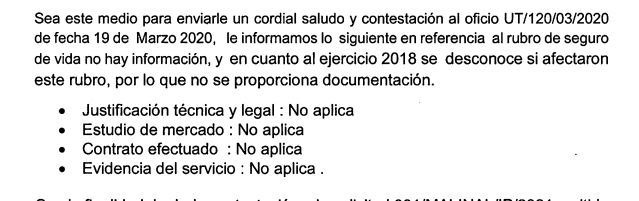 Sea este medio para enviarle un cordial saludo y contestación al oficio UT/120/03/2020
de fecha 19 de Marzo 2020, le informamos lo siguiente en referencia al rubro de seguro
de vida no hay información, y en cuanto al ejercicio 2018 se desconoce si afectaron
este rubro, por lo que no se proporciona documentación.
• Justificación técnica y legal : No aplica
• Estudio de mercado : No aplica
• Contrato efectuado : No aplica
• Evidencia del servicio : No aplica .